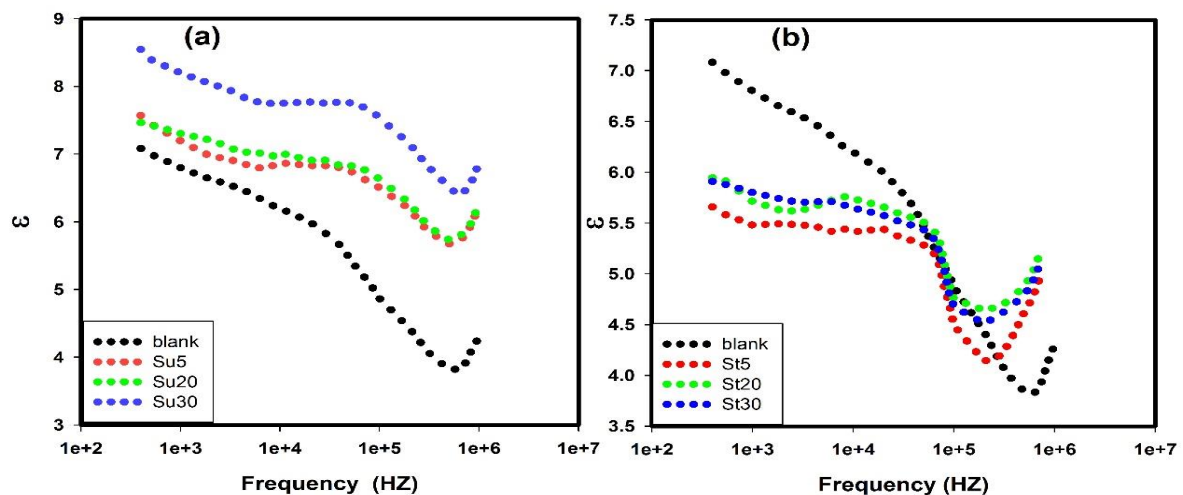 (a)
9
8
7
6
5
4
3
ε
blank
Su5
Su20
Su30
1e+2 1e+3 1e+4 1e+5 1e+6 1e+7
Frequency (HZ)
(b)
7.5
7.0
6.5
6.0
5.5
5.0
4.5
4.0
3.5
ε
blank
St5
St20
St30
1e+2 1e+3 1e+4 1e+5 1e+6 1e+7
Frequency (HZ)